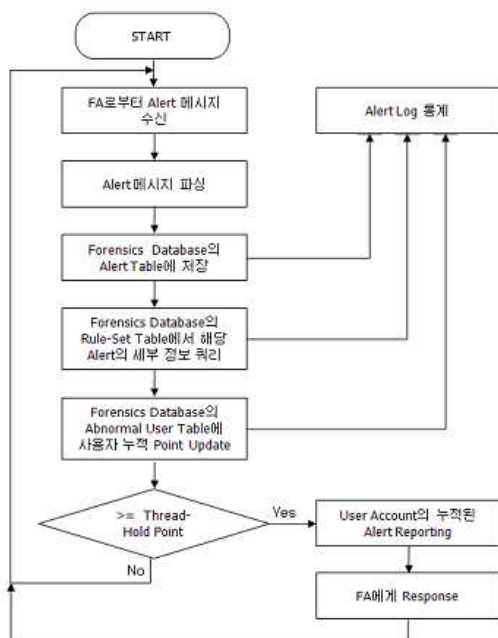 START
FA로부터 Alert 메시지
수신
Alert Log 통계
Alert 메시지 파싱
Forensics Database의
Alert Table에 저장
Forensics Database의
Rule-Set Table에서 해당
Alert의 세부 정보 쿼리
Forensics Database의
Abnormal User Table에
사용자 누적 Point Update
>= Thread-
Hold Point
Yes
User Account의 누적된
Alert Reporting
No
FA에게 Response